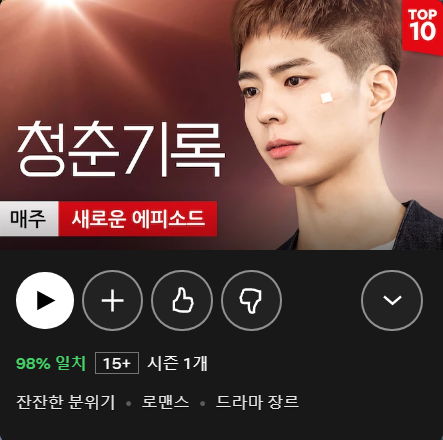 TOP
10
청춘기록
매주 새로운 에피소드
98% 일치 15+ 시즌 1개
잔잔한 분위기 • 로맨스 • 드라마 장르